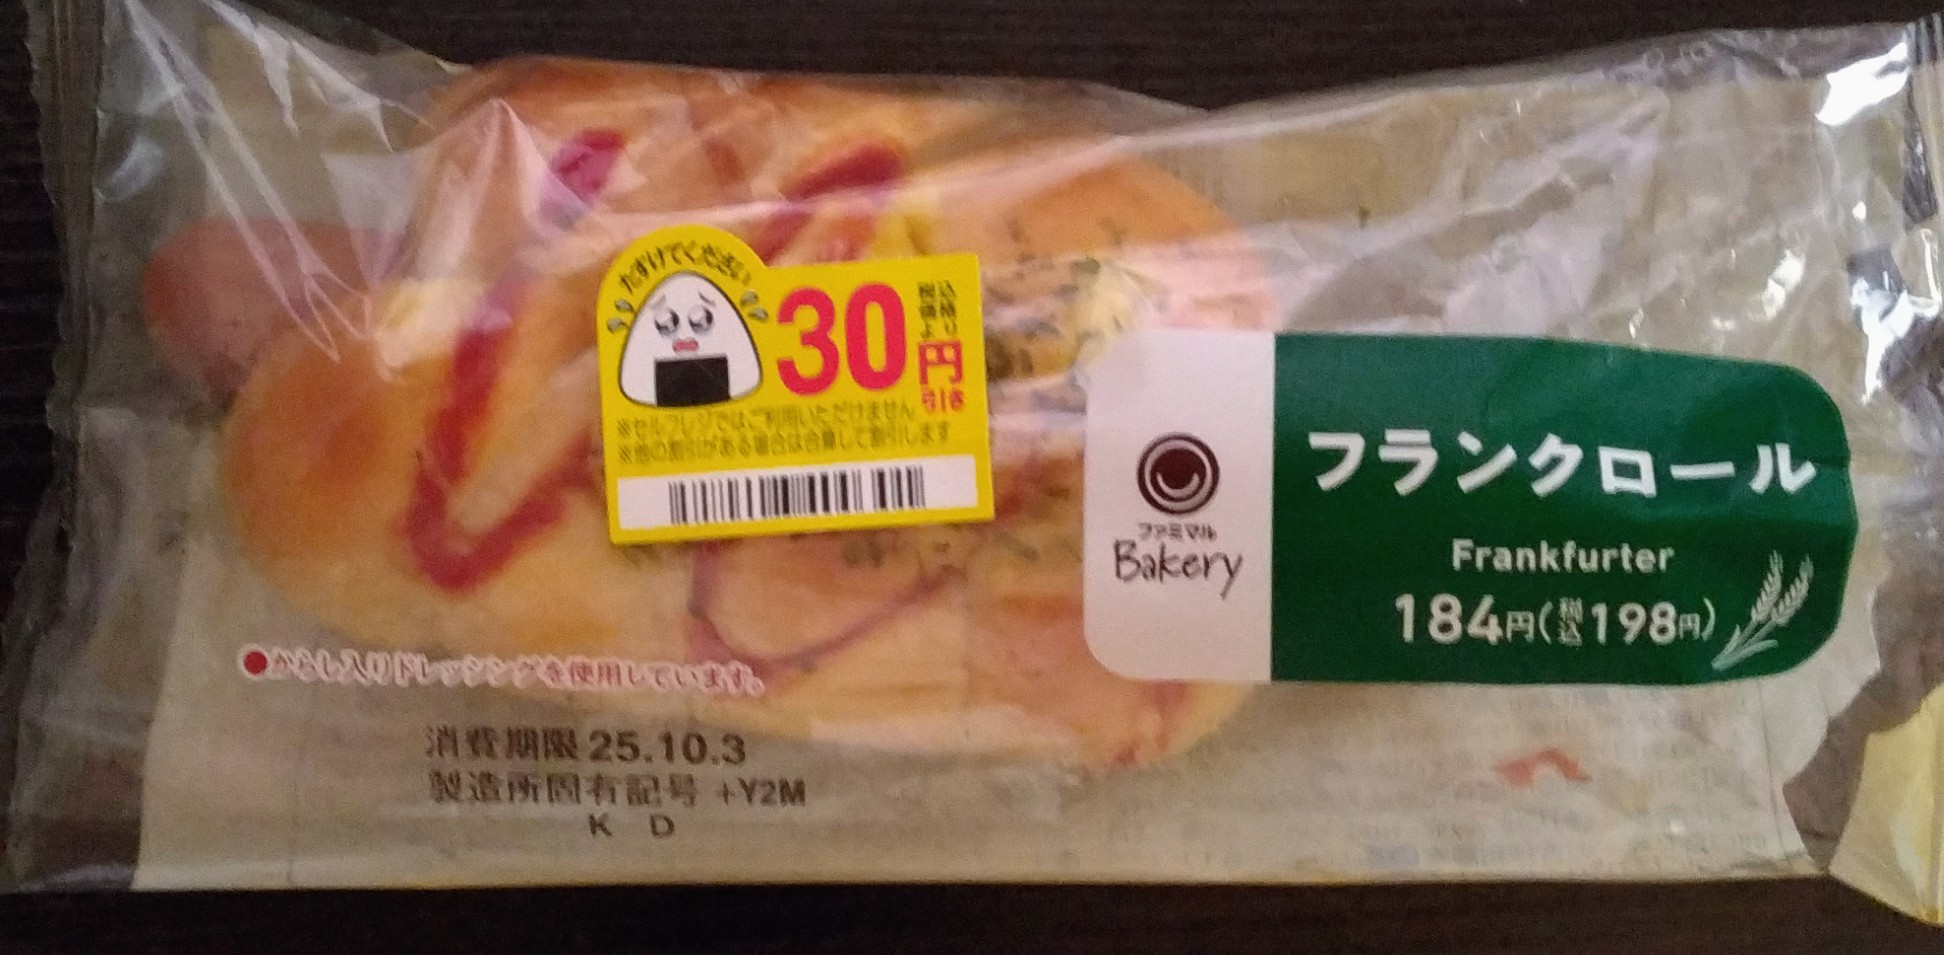 たすけてください
30円引き
税込価格より
※セルフレジではご利用いただけません
※他の割引がある場合は合算して割引します
フランクロール
ファミマル
Bakery
Frankfurter
184円(税込198円)
●からし入りドレッシングを使用しています。
消費期限 25.10.3
製造所固有記号 +Y2M
K D